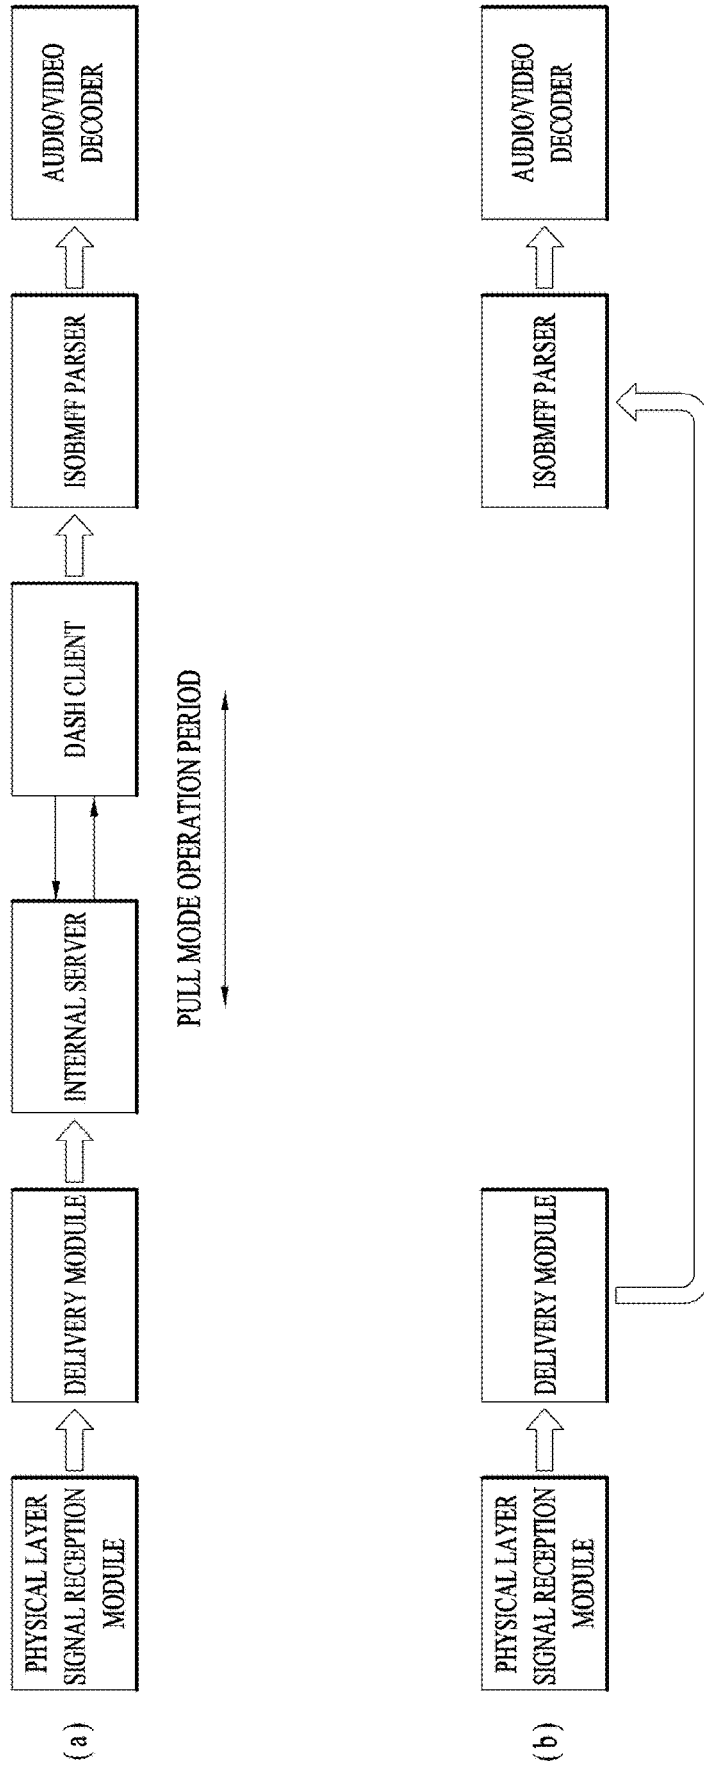 (a)
PHYSICAL LAYER
SIGNAL RECEPTION
MODULE
DELIVERY MODULE
INTERNAL SERVER
DASH CLIENT
ISOBMFF PARSER
AUDIO/VIDEO
DECODER
PULL MODE OPERATION PERIOD
(b)
PHYSICAL LAYER
SIGNAL RECEPTION
MODULE
DELIVERY MODULE
ISOBMFF PARSER
AUDIO/VIDEO
DECODER